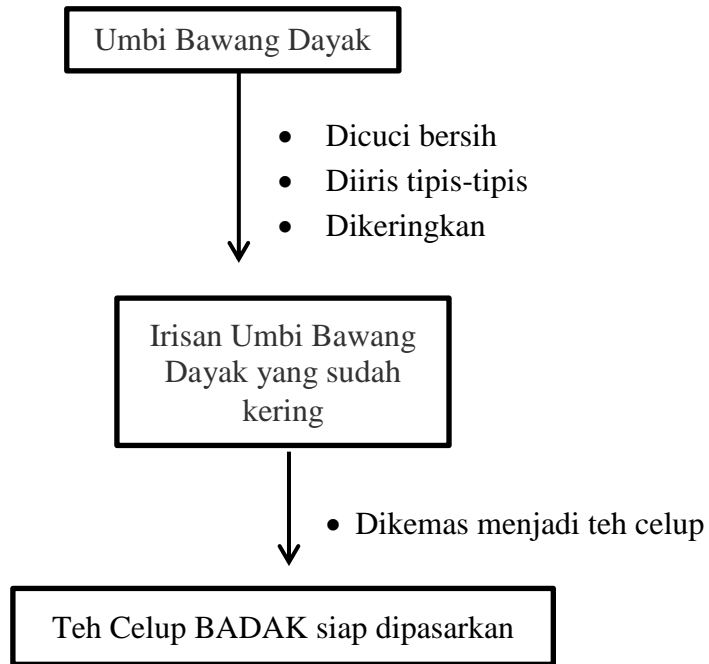 Umbi Bawang Dayak
• Dicuci bersih
• Diiris tipis-tipis
• Dikeringkan
Irisan Umbi Bawang
Dayak yang sudah
kering
• Dikemas menjadi teh celup
Teh Celup BADAK siap dipasarkan